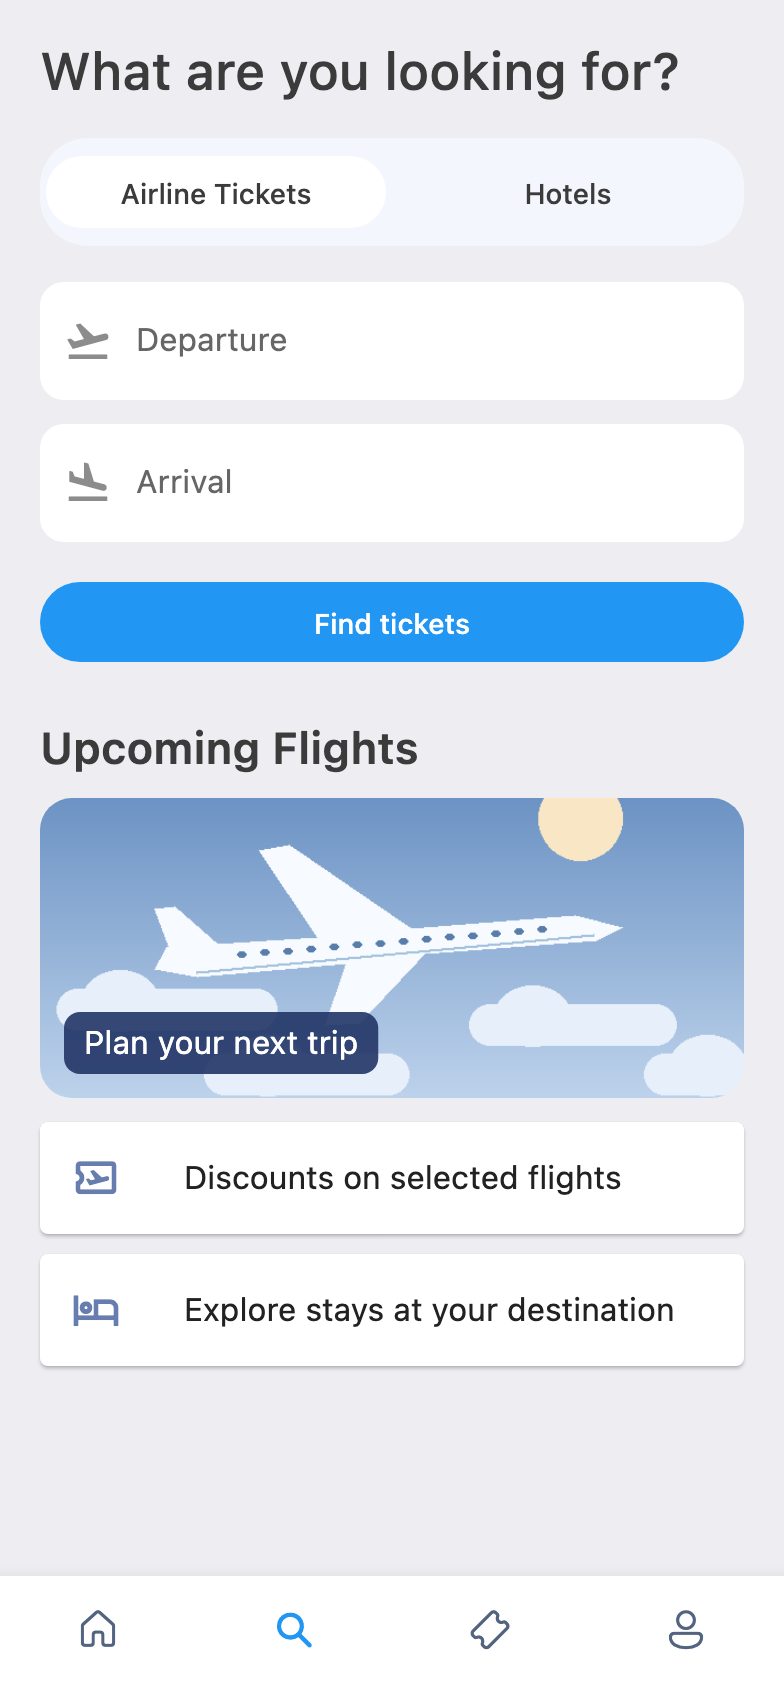 What are you looking for?
Airline Tickets
Hotels
Departure
Arrival
Find tickets
Upcoming Flights
Plan your next trip
Discounts on selected flights
Explore stays at your destination